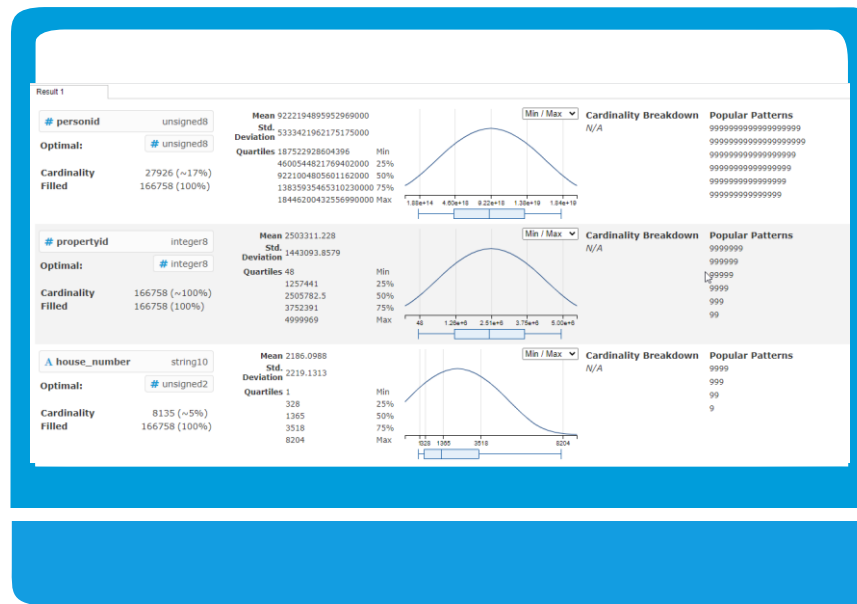 Result 1
# personid unsigned8
Optimal: # unsigned8
Cardinality 27926 (~17%)
Filled 166758 (100%)
Mean 9222194895952969000
Std. Deviation 5333421962175175000
Quartiles 187522928604396 Min
4600544821769402000 25%
9221004805601162000 50%
13835935465310230000 75%
18446200432556990000 Max
Min / Max
1.88e+14 4.60e+18 9.22e+18 1.38e+19 1.84e+19
Cardinality Breakdown
N/A
Popular Patterns
9999999999999999999
99999999999999999999
999999999999999999
99999999999999999
9999999999999999
999999999999999
# propertyid integer8
Optimal: # integer8
Cardinality 166758 (~100%)
Filled 166758 (100%)
Mean 2503311.228
Std. Deviation 1443093.8579
Quartiles 48 Min
1257441 25%
2505782.5 50%
3752391 75%
4999969 Max
Min / Max
48 1.26e+6 2.51e+6 3.75e+6 5.00e+6
Cardinality Breakdown
N/A
Popular Patterns
9999999
999999
99999
9999
999
99
A house_number string10
Optimal: # unsigned2
Cardinality 8135 (~5%)
Filled 166758 (100%)
Mean 2186.0988
Std. Deviation 2219.1313
Quartiles 1 Min
328 25%
1365 50%
3518 75%
8204 Max
Min / Max
1365 3518 8204
Cardinality Breakdown
N/A
Popular Patterns
9999
999
99
9